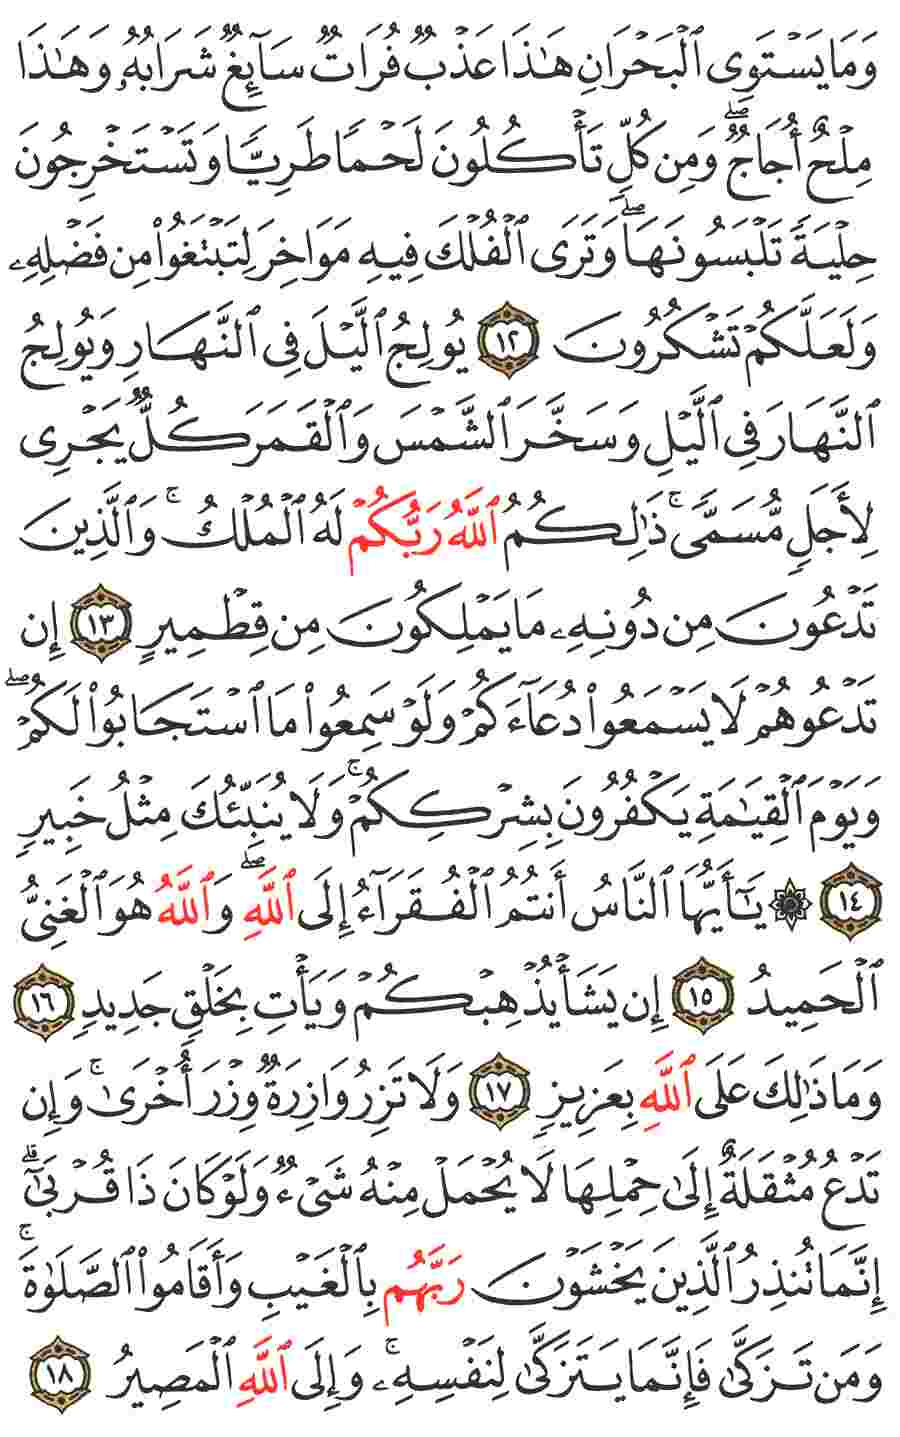 وَمَا يَسْتَوِى ٱلْبَحْرَانِ هَٰذَا عَذْبٌ فُرَاتٌ سَآئِغٌ شَرَابُهُۥ وَهَٰذَا
مِلْحٌ أُجَاجٌ ۖ وَمِن كُلٍّ تَأْكُلُونَ لَحْمًا طَرِيًّا وَتَسْتَخْرِجُونَ
حِلْيَةً تَلْبَسُونَهَا ۖ وَتَرَى ٱلْفُلْكَ فِيهِ مَوَاخِرَ لِتَبْتَغُوا۟ مِن فَضْلِهِۦ
وَلَعَلَّكُمْ تَشْكُرُونَ ١٢ يُولِجُ ٱلَّيْلَ فِى ٱلنَّهَارِ وَيُولِجُ
ٱلنَّهَارَ فِى ٱلَّيْلِ وَسَخَّرَ ٱلشَّمْسَ وَٱلْقَمَرَ كُلٌّ يَجْرِى
لِأَجَلٍ مُّسَمًّى ۚ ذَٰلِكُمُ ٱللَّهُ رَبُّكُمْ لَهُ ٱلْمُلْكُ ۚ وَٱلَّذِينَ
تَدْعُونَ مِن دُونِهِۦ مَا يَمْلِكُونَ مِن قِطْمِيرٍ ١٣ إِن
تَدْعُوهُمْ لَا يَسْمَعُوا۟ دُعَآءَكُمْ وَلَوْ سَمِعُوا۟ مَا ٱسْتَجَابُوا۟ لَكُمْ ۖ
وَيَوْمَ ٱلْقِيَٰمَةِ يَكْفُرُونَ بِشِرْكِكُمْ ۚ وَلَا يُنَبِّئُكَ مِثْلُ خَبِيرٍ
١٤ ۞ يَٰٓأَيُّهَا ٱلنَّاسُ أَنتُمُ ٱلْفُقَرَآءُ إِلَى ٱللَّهِ ۖ وَٱللَّهُ هُوَ ٱلْغَنِىُّ
ٱلْحَمِيدُ ١٥ إِن يَشَأْ يُذْهِبْكُمْ وَيَأْتِ بِخَلْقٍ جَدِيدٍ ١٦
وَمَا ذَٰلِكَ عَلَى ٱللَّهِ بِعَزِيزٍ ١٧ وَلَا تَزِرُ وَازِرَةٌ وِزْرَ أُخْرَىٰ ۚ وَإِن
تَدْعُ مُثْقَلَةٌ إِلَىٰ حِمْلِهَا لَا يُحْمَلْ مِنْهُ شَىْءٌ وَلَوْ كَانَ ذَا قُرْبَىٰٓ ۗ
إِنَّمَا تُنذِرُ ٱلَّذِينَ يَخْشَوْنَ رَبَّهُم بِٱلْغَيْبِ وَأَقَامُوا۟ ٱلصَّلَوٰةَ ۚ
وَمَن تَزَكَّىٰ فَإِنَّمَا يَتَزَكَّىٰ لِنَفْسِهِۦ ۚ وَإِلَى ٱللَّهِ ٱلْمَصِيرُ ١٨